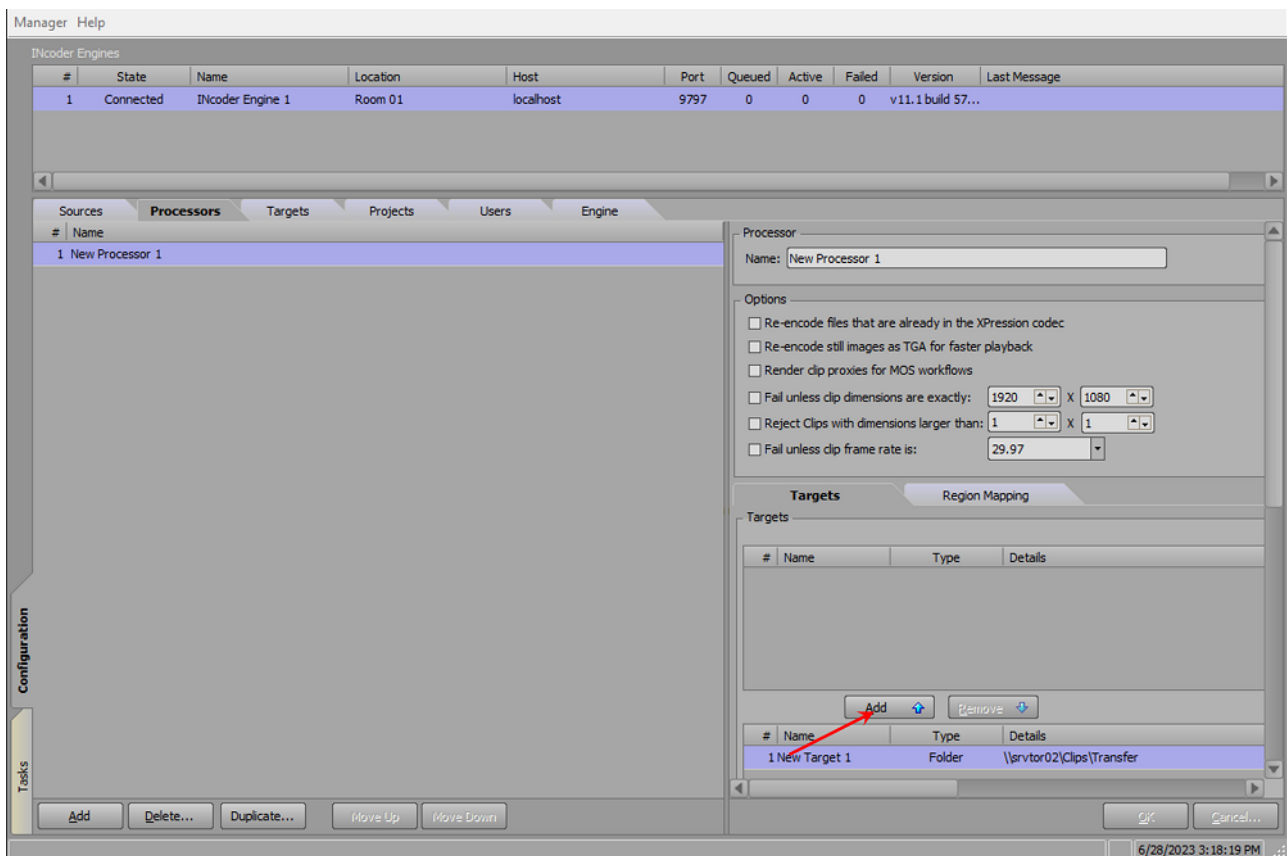 Manager Help
INcoder Engines
# State Name Location Host Port Queued Active Failed Version Last Message
1 Connected INcoder Engine 1 Room 01 localhost 9797 0 0 0 v11.1 build 57...
Sources Processors Targets Projects Users Engine
# Name
1 New Processor 1
Processor
Name: New Processor 1
Options
Re-encode files that are already in the XPression codec
Re-encode still images as TGA for faster playback
Render clip proxies for MOS workflows
Fail unless clip dimensions are exactly: 1920 X 1080
Reject Clips with dimensions larger than: 1 X 1
Fail unless clip frame rate is: 29.97
Targets Region Mapping
Targets
# Name Type Details
Add Remove
# Name Type Details
1 New Target 1 Folder \\srvtor02\Clips\Transfer
Configuration
Tasks
Add Delete... Duplicate... Move Up Move Down OK Cancel...
6/28/2023 3:18:19 PM